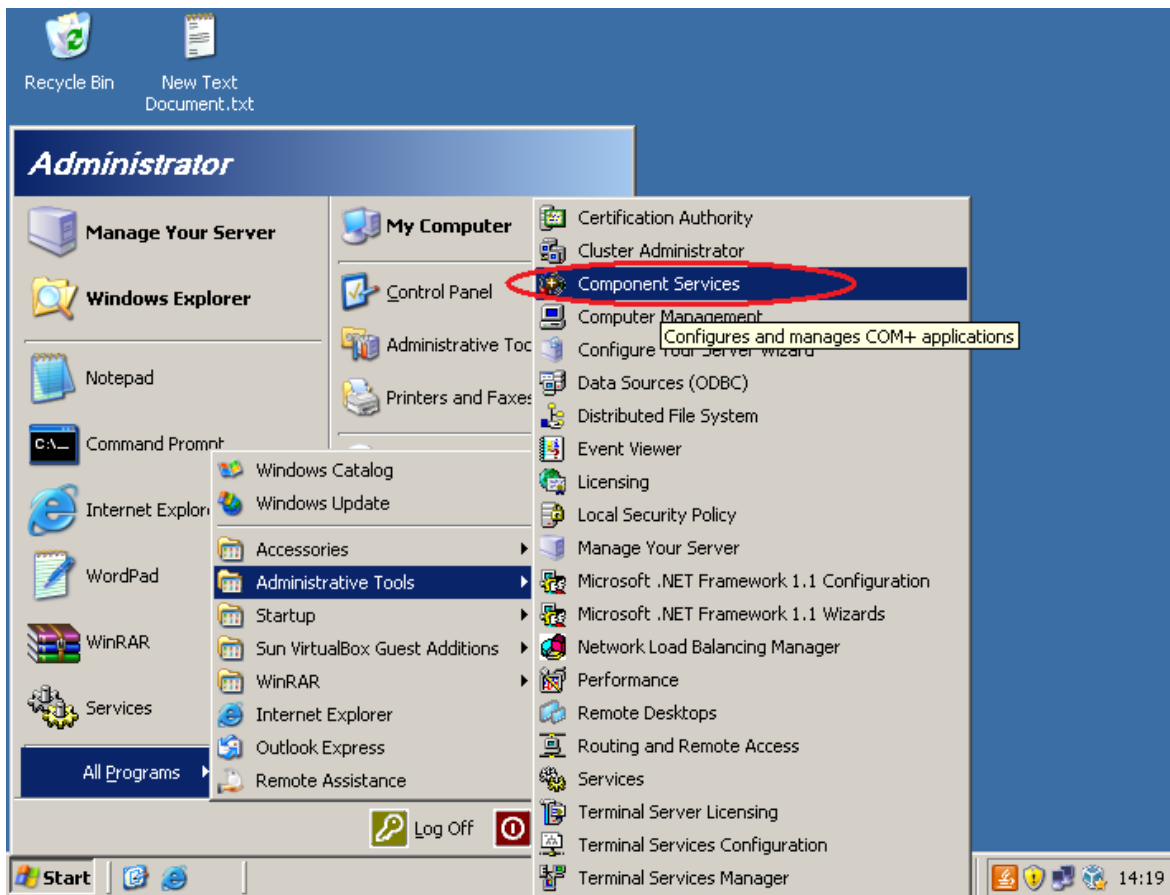 Recycle Bin
New Text
Document.txt
Administrator
Manage Your Server
Windows Explorer
Notepad
C:\_
Command Prompt
Internet Explor
WordPad
WinRAR
Services
All Programs
My Computer
Control Panel
Administrative Too
Printers and Faxes
Windows Catalog
Windows Update
Accessories
Administrative Tools
Startup
Sun VirtualBox Guest Additions
WinRAR
Internet Explorer
Outlook Express
Remote Assistance
Certification Authority
Cluster Administrator
Component Services
Computer Management
Configures and manages COM+ applications
Configure Your Server Wizard
Data Sources (ODBC)
Distributed File System
Event Viewer
Licensing
Local Security Policy
Manage Your Server
Microsoft .NET Framework 1.1 Configuration
Microsoft .NET Framework 1.1 Wizards
Network Load Balancing Manager
Performance
Remote Desktops
Routing and Remote Access
Services
Terminal Server Licensing
Terminal Services Configuration
Terminal Services Manager
Log Off
Start
14:19